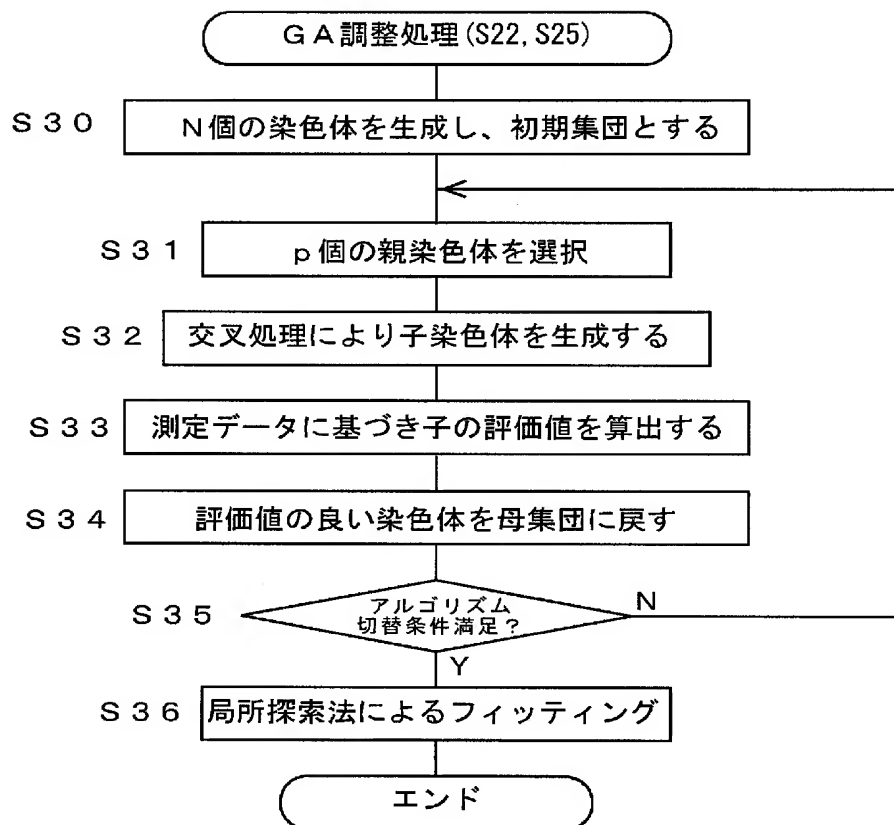 GA調整処理(S22,S25)
S30
N個の染色体を生成し、初期集団とする
S31
p個の親染色体を選択
S32
交叉処理により子染色体を生成する
S33
測定データに基づき子の評価値を算出する
S34
評価値の良い染色体を母集団に戻す
S35
アルゴリズム
切替条件満足?
N
Y
S36
局所探索法によるフィッティング
エンド